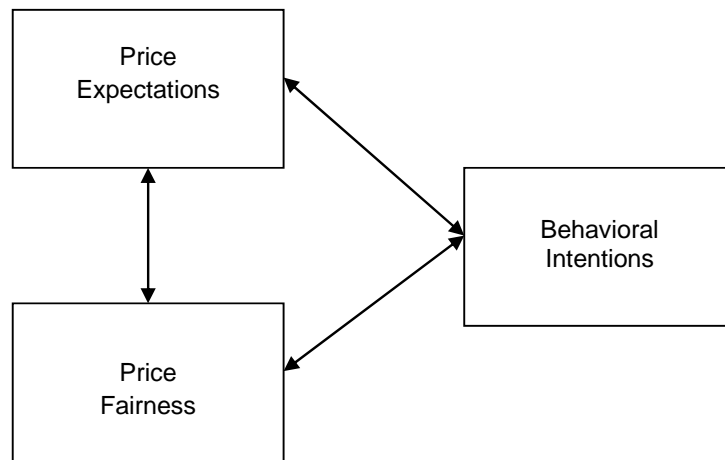 Price
Expectations
Behavioral
Intentions
Price
Fairness